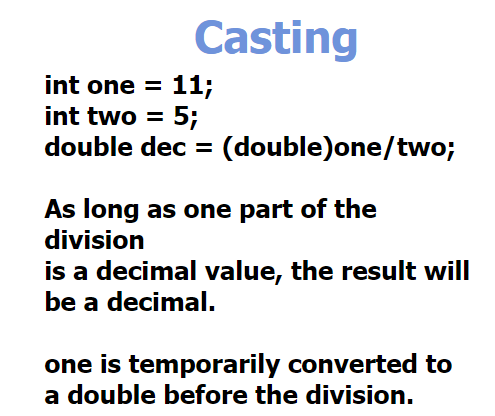 Casting
int one = 11;
int two = 5;
double dec = (double)one/two;
As long as one part of the
division
is a decimal value, the result will
be a decimal.
one is temporarily converted to
a double before the division.